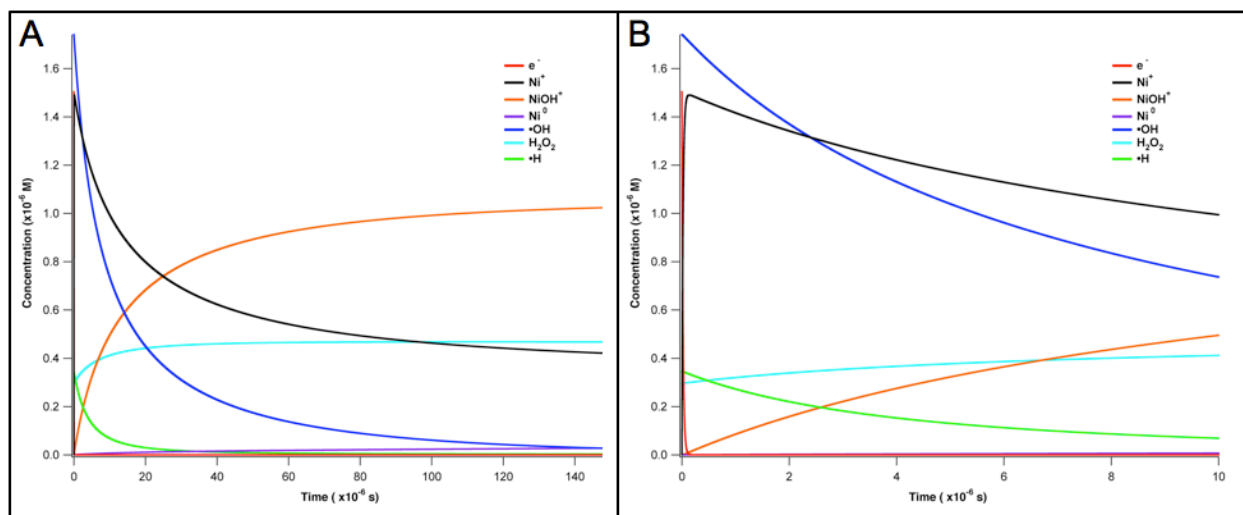 A
e⁻
Ni⁺
NiOH⁺
Ni⁰
•OH
H₂O₂
•H
1.6
1.4
1.2
1.0
0.8
0.6
0.4
0.2
0.0
Concentration (x10⁻⁶ M)
0
20
40
60
80
100
120
140
Time ( x10⁻⁶ s)
B
e⁻
Ni⁺
NiOH⁺
Ni⁰
•OH
H₂O₂
•H
1.6
1.4
1.2
1.0
0.8
0.6
0.4
0.2
0.0
Concentration (x10⁻⁶ M)
0
2
4
6
8
10
Time ( x10⁻⁶ s)